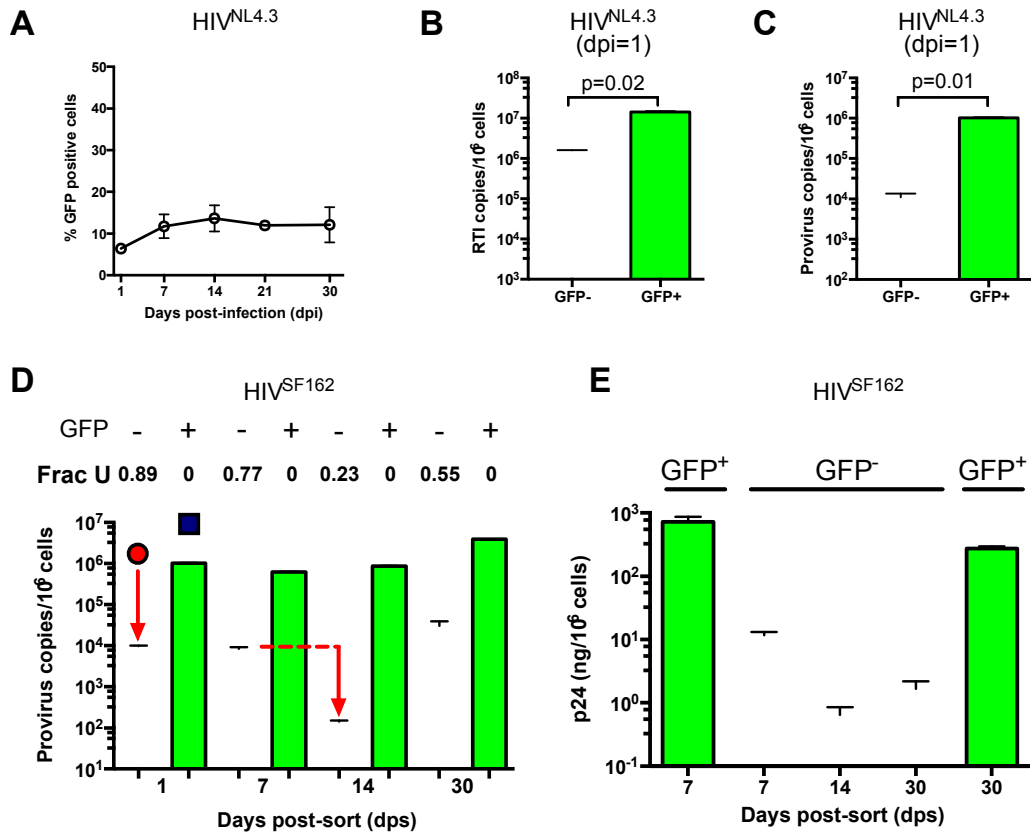 A
HIV^NL4.3
% GFP positive cells
50
40
30
20
10
0
1 7 14 21 30
Days post-infection (dpi)
B
HIV^NL4.3
(dpi=1)
p=0.02
RTI copies/10^6 cells
10^8
10^7
10^6
10^5
10^4
10^3
GFP- GFP+
C
HIV^NL4.3
(dpi=1)
p=0.01
Provirus copies/10^6 cells
10^7
10^6
10^5
10^4
10^3
10^2
GFP- GFP+
D
HIV^SF162
GFP - + - + - + - +
Frac U 0.89 0 0.77 0 0.23 0 0.55 0
Provirus copies/10^6 cells
10^7
10^6
10^5
10^4
10^3
10^2
10^1
1 7 14 30
Days post-sort (dps)
E
HIV^SF162
GFP^+ GFP^- GFP^+
p24 (ng/10^6 cells)
10^3
10^2
10^1
10^0
10^-1
7 7 14 30 30
Days post-sort (dps)